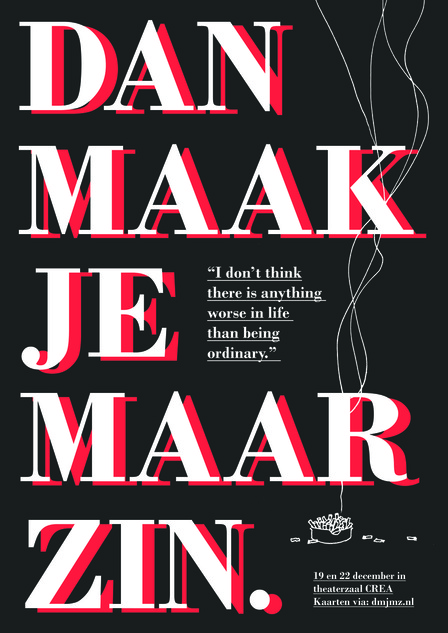 DAN
MAAK
JE
MAAR
ZIN.
“I don’t think
there is anything
worse in life
than being
ordinary.”
19 en 22 december in
theaterzaal CREA
Kaarten via: dmjmz.nl